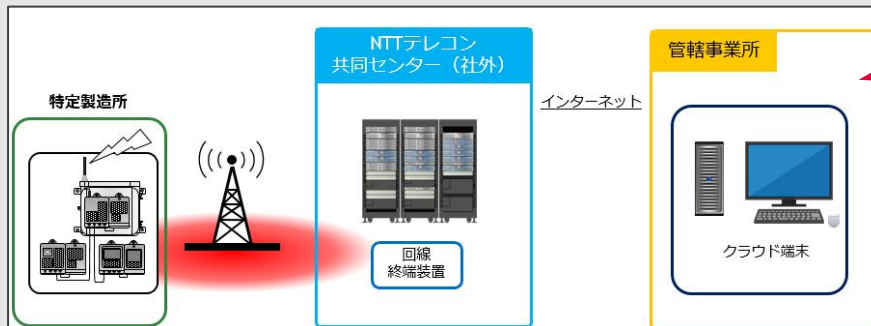 NTTテレコン
共同センター（社外）
管轄事業所
特定製造所
インターネット
回線
終端装置
クラウド端末